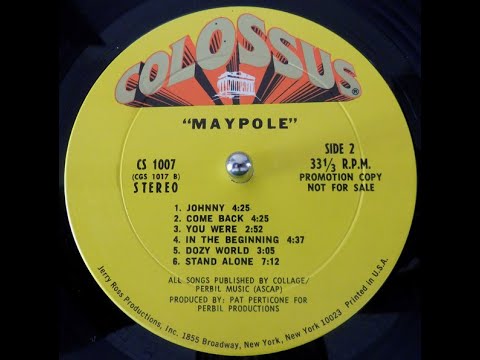 COLOSSUS®
"MAYPOLE"
CS 1007
(CGS 1017 B)
STEREO
SIDE 2
33 1/3 R.P.M.
PROMOTION COPY
NOT FOR SALE
1. JOHNNY 4:25
2. COME BACK 4:25
3. YOU WERE 2:52
4. IN THE BEGINNING 4:37
5. DOZY WORLD 3:05
6. STAND ALONE 7:12
ALL SONGS PUBLISHED BY COLLAGE/
PERBIL MUSIC (ASCAP)
PRODUCED BY: PAT PERTICONE FOR
PERBIL PRODUCTIONS
Jerry Ross Productions, Inc. 1855 Broadway, New York, New York 10023 Printed in U.S.A.